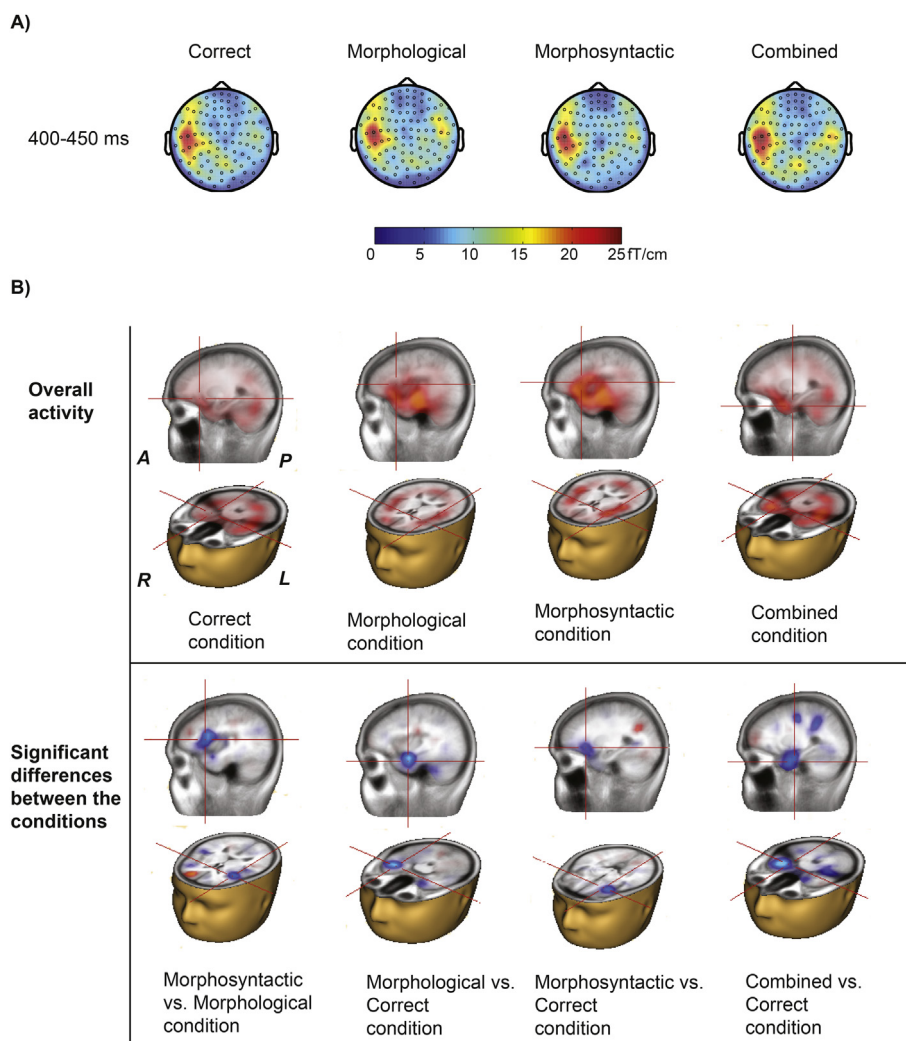 A)
Correct Morphological Morphosyntactic Combined
400-450 ms
0 5 10 15 20 25 fT/cm
B)
Overall
activity
A P
R L
Correct
condition
Morphological
condition
Morphosyntactic
condition
Combined
condition
Significant
differences
between the
conditions
Morphosyntactic
vs. Morphological
condition
Morphological vs.
Correct
condition
Morphosyntactic vs.
Correct
condition
Combined vs.
Correct
condition